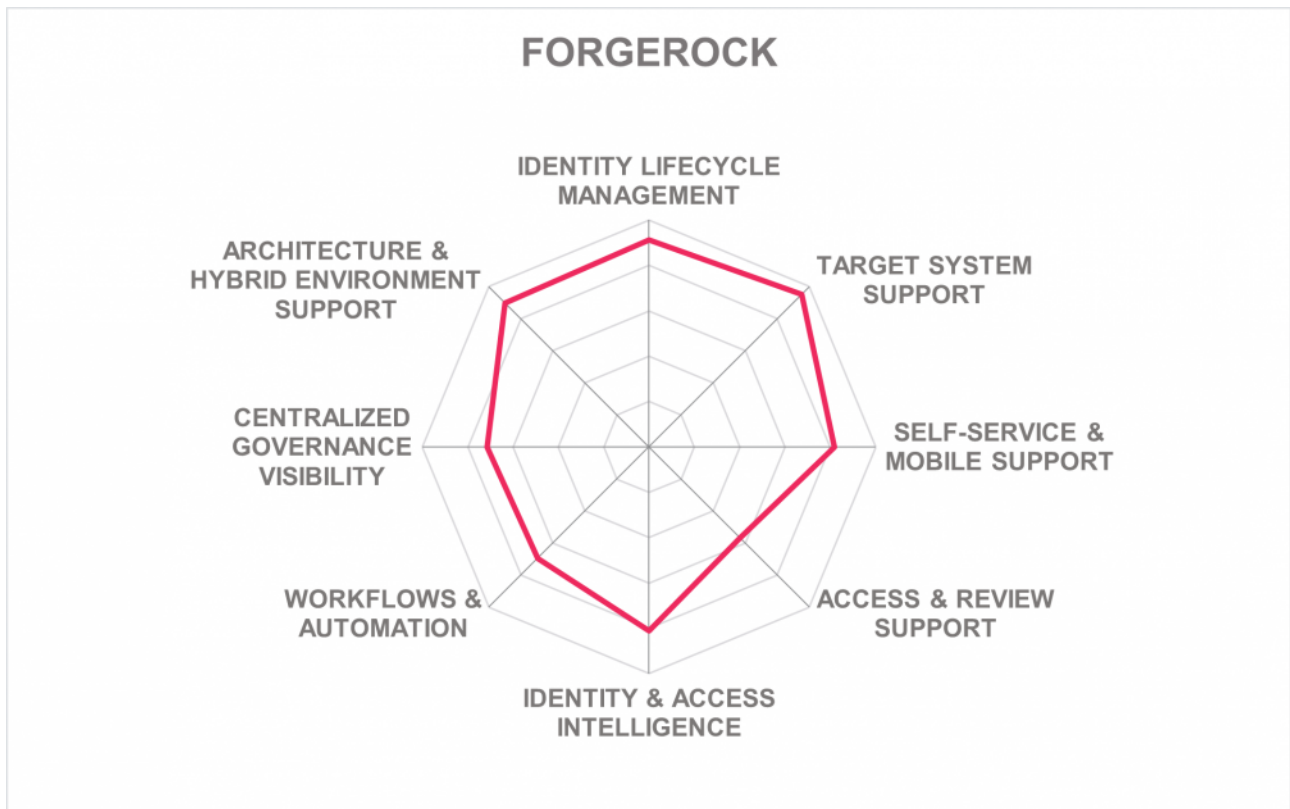 FORGEROCK
IDENTITY LIFECYCLE
MANAGEMENT
TARGET SYSTEM
SUPPORT
SELF-SERVICE &
MOBILE SUPPORT
ACCESS & REVIEW
SUPPORT
IDENTITY & ACCESS
INTELLIGENCE
WORKFLOWS &
AUTOMATION
CENTRALIZED
GOVERNANCE
VISIBILITY
ARCHITECTURE &
HYBRID ENVIRONMENT
SUPPORT